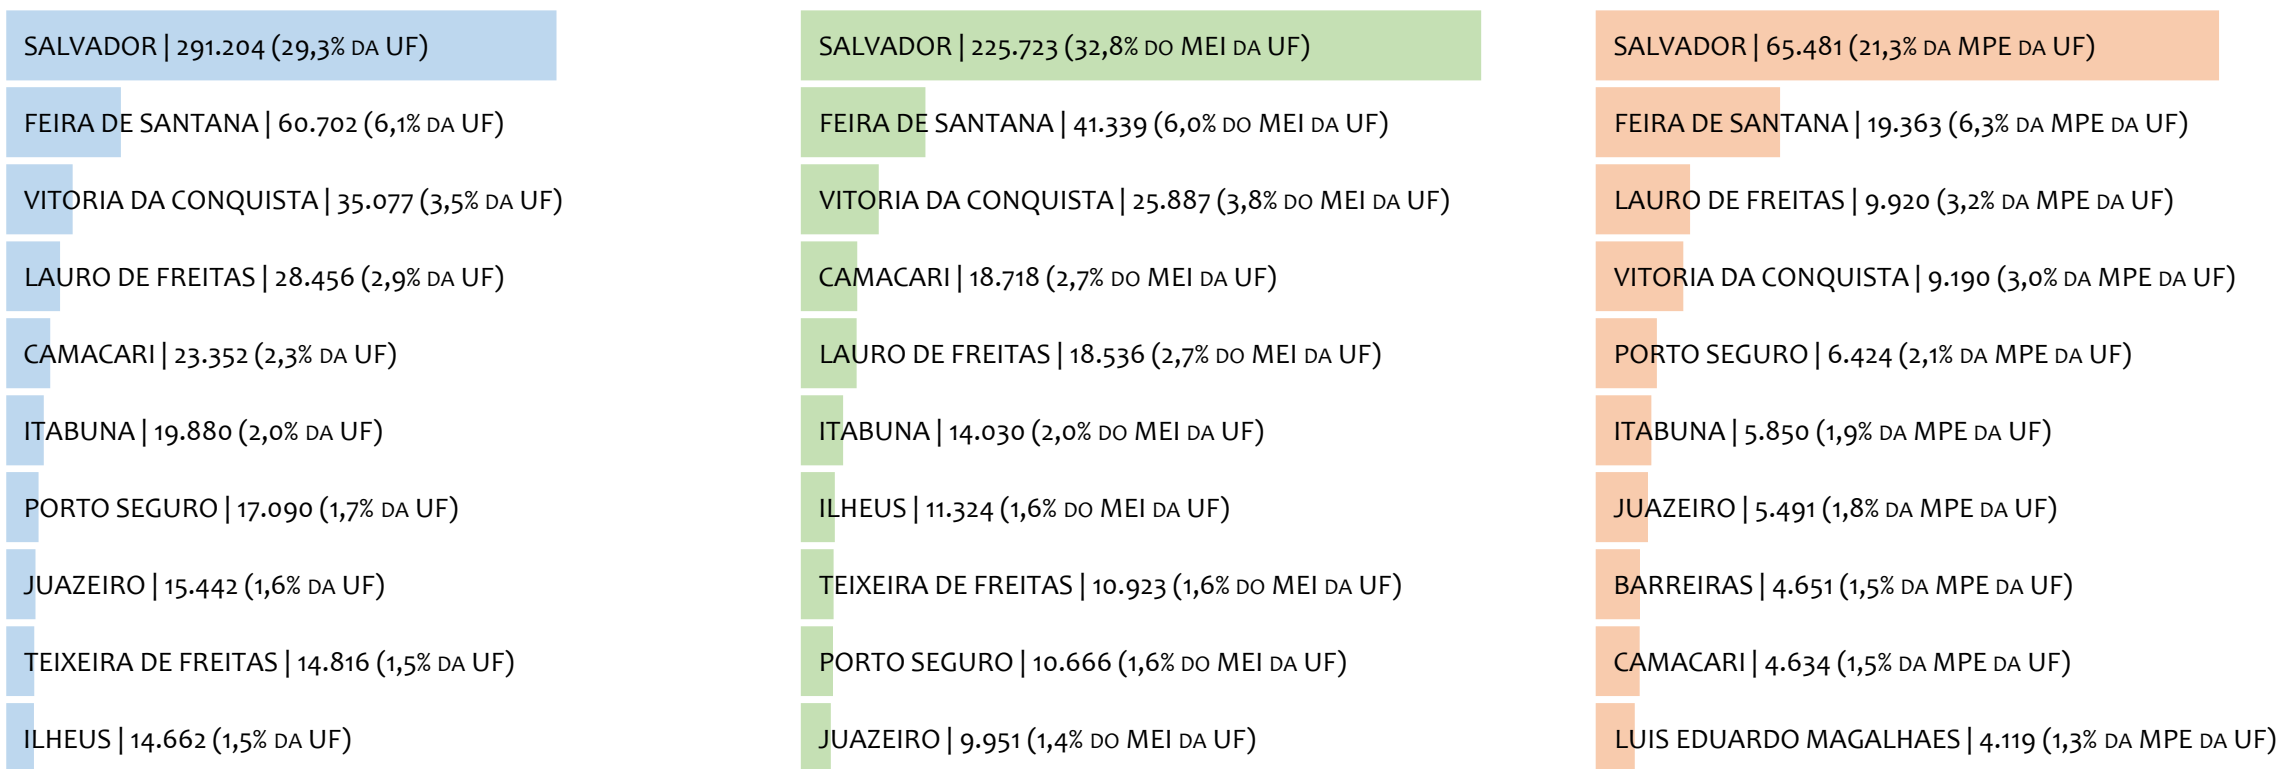 SALVADOR | 291.204 (29,3% DA UF)
FEIRA DE SANTANA | 60.702 (6,1% DA UF)
VITORIA DA CONQUISTA | 35.077 (3,5% DA UF)
LAURO DE FREITAS | 28.456 (2,9% DA UF)
CAMACARI | 23.352 (2,3% DA UF)
ITABUNA | 19.880 (2,0% DA UF)
PORTO SEGURO | 17.090 (1,7% DA UF)
JUAZEIRO | 15.442 (1,6% DA UF)
TEIXEIRA DE FREITAS | 14.816 (1,5% DA UF)
ILHEUS | 14.662 (1,5% DA UF)
SALVADOR | 225.723 (32,8% DO MEI DA UF)
FEIRA DE SANTANA | 41.339 (6,0% DO MEI DA UF)
VITORIA DA CONQUISTA | 25.887 (3,8% DO MEI DA UF)
CAMACARI | 18.718 (2,7% DO MEI DA UF)
LAURO DE FREITAS | 18.536 (2,7% DO MEI DA UF)
ITABUNA | 14.030 (2,0% DO MEI DA UF)
ILHEUS | 11.324 (1,6% DO MEI DA UF)
TEIXEIRA DE FREITAS | 10.923 (1,6% DO MEI DA UF)
PORTO SEGURO | 10.666 (1,6% DO MEI DA UF)
JUAZEIRO | 9.951 (1,4% DO MEI DA UF)
SALVADOR | 65.481 (21,3% DA MPE DA UF)
FEIRA DE SANTANA | 19.363 (6,3% DA MPE DA UF)
LAURO DE FREITAS | 9.920 (3,2% DA MPE DA UF)
VITORIA DA CONQUISTA | 9.190 (3,0% DA MPE DA UF)
PORTO SEGURO | 6.424 (2,1% DA MPE DA UF)
ITABUNA | 5.850 (1,9% DA MPE DA UF)
JUAZEIRO | 5.491 (1,8% DA MPE DA UF)
BARREIRAS | 4.651 (1,5% DA MPE DA UF)
CAMACARI | 4.634 (1,5% DA MPE DA UF)
LUIS EDUARDO MAGALHAES | 4.119 (1,3% DA MPE DA UF)